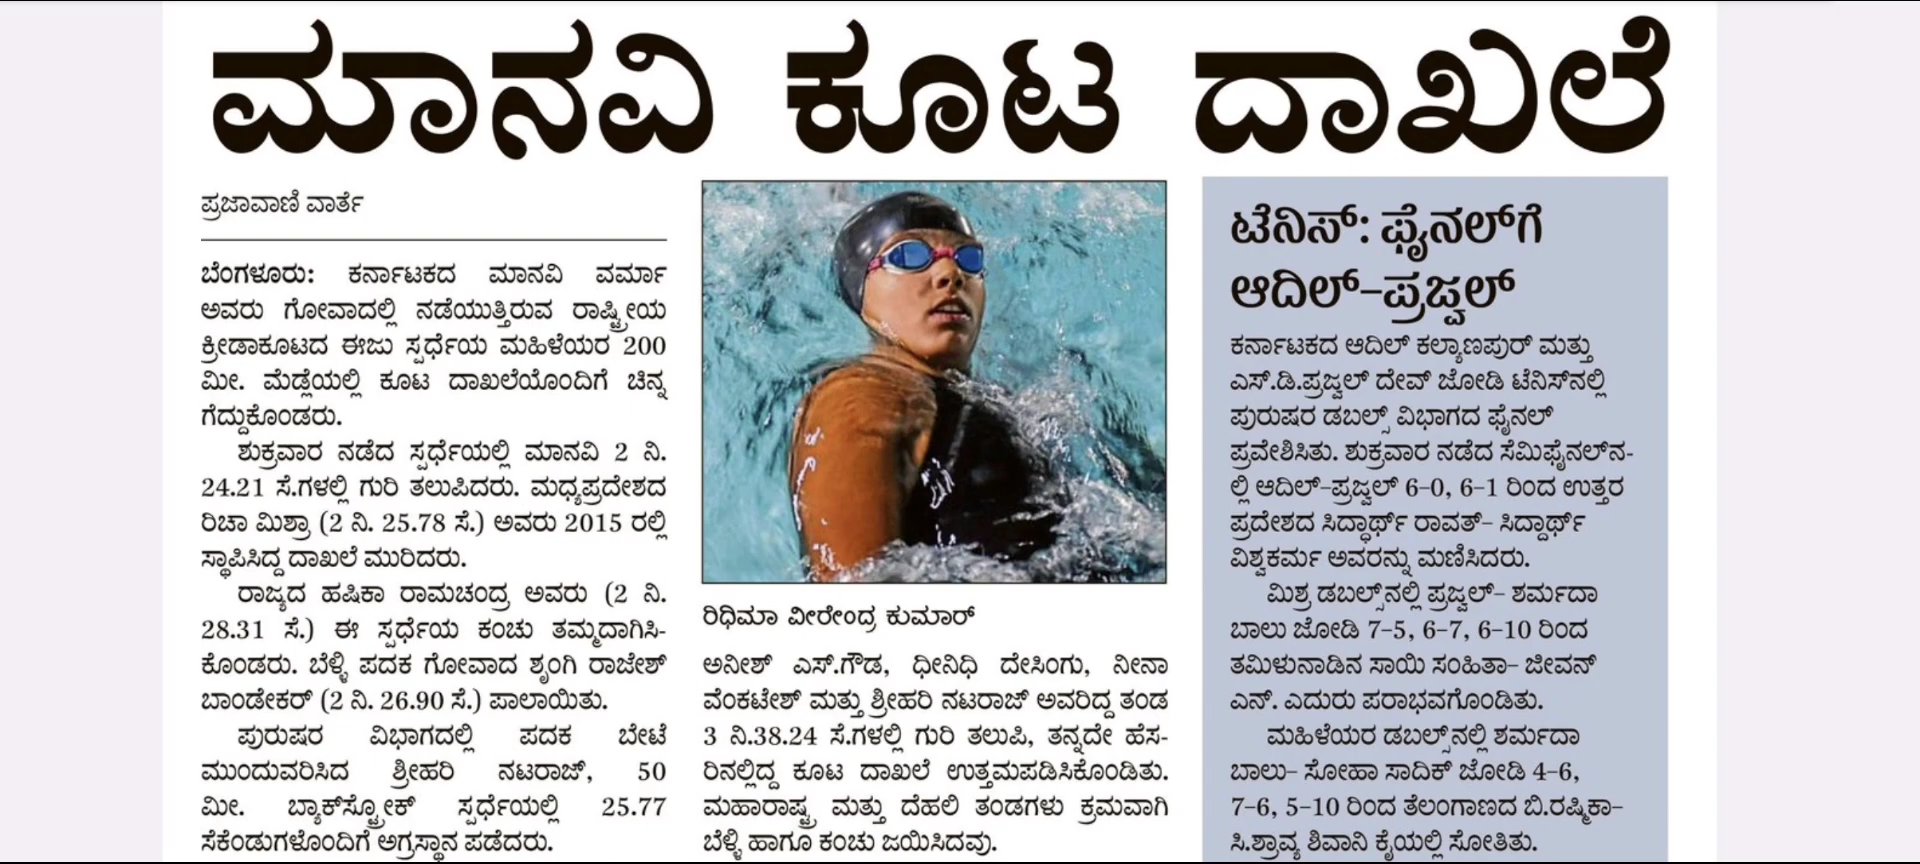 ಮಾನವಿ ಕೂಟ ದಾಖಲೆ
ಪ್ರಜಾವಾಣಿ ವಾರ್ತೆ
ಬೆಂಗಳೂರು: ಕರ್ನಾಟಕದ ಮಾನವಿ ವರ್ಮಾ
ಅವರು ಗೋವಾದಲ್ಲಿ ನಡೆಯುತ್ತಿರುವ ರಾಷ್ಟ್ರೀಯ
ಕ್ರೀಡಾಕೂಟದ ಈಜು ಸ್ಪರ್ಧೆಯ ಮಹಿಳೆಯರ 200
ಮೀ. ಮೆಡ್ಲೆಯಲ್ಲಿ ಕೂಟ ದಾಖಲೆಯೊಂದಿಗೆ ಚಿನ್ನ
ಗೆದ್ದುಕೊಂಡರು.
ಶುಕ್ರವಾರ ನಡೆದ ಸ್ಪರ್ಧೆಯಲ್ಲಿ ಮಾನವಿ 2 ನಿ.
24.21 ಸೆ.ಗಳಲ್ಲಿ ಗುರಿ ತಲುಪಿದರು. ಮಧ್ಯಪ್ರದೇಶದ
ರಿಚಾ ಮಿಶ್ರಾ (2 ನಿ. 25.78 ಸೆ.) ಅವರು 2015 ರಲ್ಲಿ
ಸ್ಥಾಪಿಸಿದ್ದ ದಾಖಲೆ ಮುರಿದರು.
ರಾಜ್ಯದ ಹಷಿಕಾ ರಾಮಚಂದ್ರ ಅವರು (2 ನಿ.
28.31 ಸೆ.) ಈ ಸ್ಪರ್ಧೆಯ ಕಂಚು ತಮ್ಮದಾಗಿಸಿ-
ಕೊಂಡರು. ಬೆಳ್ಳಿ ಪದಕ ಗೋವಾದ ಶೃಂಗಿ ರಾಜೇಶ್
ಬಾಂಡೇಕರ್ (2 ನಿ. 26.90 ಸೆ.) ಪಾಲಾಯಿತು.
ಪುರುಷರ ವಿಭಾಗದಲ್ಲಿ ಪದಕ ಬೇಟೆ
ಮುಂದುವರಿಸಿದ ಶ್ರೀಹರಿ ನಟರಾಜ್, 50
ಮೀ. ಬ್ಯಾಕ್‌ಸ್ಟ್ರೋಕ್ ಸ್ಪರ್ಧೆಯಲ್ಲಿ 25.77
ಸೆಕೆಂಡುಗಳೊಂದಿಗೆ ಅಗ್ರಸ್ಥಾನ ಪಡೆದರು.
ರಿಧಿಮಾ ವೀರೇಂದ್ರ ಕುಮಾರ್
ಅನೀಶ್ ಎಸ್.ಗೌಡ, ಧೀನಿಧಿ ದೇಸಿಂಗು, ನೀನಾ
ವೆಂಕಟೇಶ್ ಮತ್ತು ಶ್ರೀಹರಿ ನಟರಾಜ್ ಅವರಿದ್ದ ತಂಡ
3 ನಿ.38.24 ಸೆ.ಗಳಲ್ಲಿ ಗುರಿ ತಲುಪಿ, ತನ್ನದೇ ಹೆಸ-
ರಿನಲ್ಲಿದ್ದ ಕೂಟ ದಾಖಲೆ ಉತ್ತಮಪಡಿಸಿಕೊಂಡಿತು.
ಮಹಾರಾಷ್ಟ್ರ ಮತ್ತು ದೆಹಲಿ ತಂಡಗಳು ಕ್ರಮವಾಗಿ
ಬೆಳ್ಳಿ ಹಾಗೂ ಕಂಚು ಜಯಿಸಿದವು.
ಟೆನಿಸ್: ಫೈನಲ್‌ಗೆ
ಆದಿಲ್–ಪ್ರಜ್ವಲ್
ಕರ್ನಾಟಕದ ಆದಿಲ್ ಕಲ್ಯಾಣಪುರ್ ಮತ್ತು
ಎಸ್.ಡಿ.ಪ್ರಜ್ವಲ್ ದೇವ್ ಜೋಡಿ ಟೆನಿಸ್‌ನಲ್ಲಿ
ಪುರುಷರ ಡಬಲ್ಸ್ ವಿಭಾಗದ ಫೈನಲ್
ಪ್ರವೇಶಿಸಿತು. ಶುಕ್ರವಾರ ನಡೆದ ಸೆಮಿಫೈನಲ್‌ನ-
ಲ್ಲಿ ಆದಿಲ್–ಪ್ರಜ್ವಲ್ 6–0, 6–1 ರಿಂದ ಉತ್ತರ
ಪ್ರದೇಶದ ಸಿದ್ಧಾರ್ಥ್ ರಾವತ್– ಸಿದ್ದಾರ್ಥ್
ವಿಶ್ವಕರ್ಮ ಅವರನ್ನು ಮಣಿಸಿದರು.
ಮಿಶ್ರ ಡಬಲ್ಸ್‌ನಲ್ಲಿ ಪ್ರಜ್ವಲ್– ಶರ್ಮದಾ
ಬಾಲು ಜೋಡಿ 7–5, 6–7, 6–10 ರಿಂದ
ತಮಿಳುನಾಡಿನ ಸಾಯಿ ಸಂಹಿತಾ– ಜೀವನ್
ಎನ್. ಎದುರು ಪರಾಭವಗೊಂಡಿತು.
ಮಹಿಳೆಯರ ಡಬಲ್ಸ್‌ನಲ್ಲಿ ಶರ್ಮದಾ
ಬಾಲು– ಸೋಹಾ ಸಾದಿಕ್ ಜೋಡಿ 4–6,
7–6, 5–10 ರಿಂದ ತೆಲಂಗಾಣದ ಬಿ.ರಷ್ಮಿಕಾ–
ಸಿ.ಶ್ರಾವ್ಯ ಶಿವಾನಿ ಕೈಯಲ್ಲಿ ಸೋತಿತು.